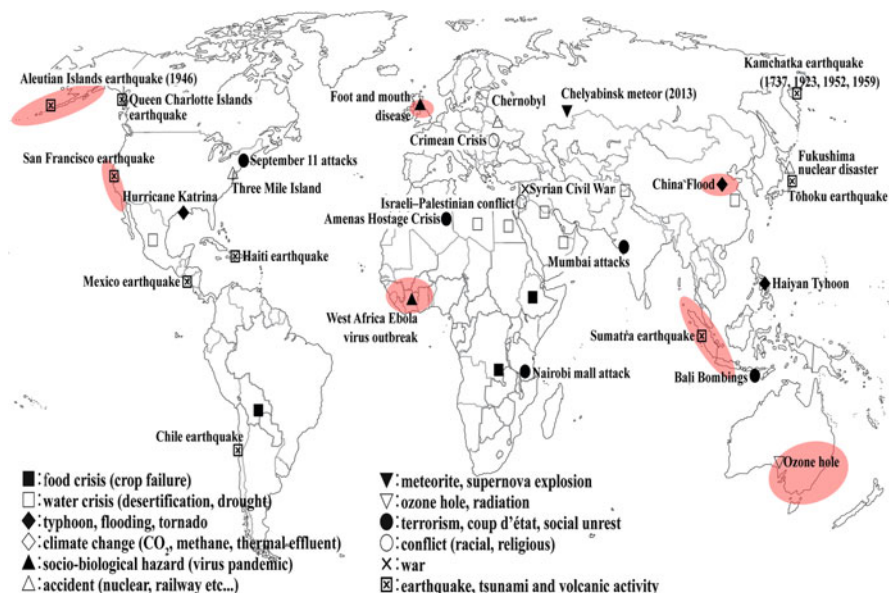 Aleutian Islands earthquake (1946)
Queen Charlotte Islands
earthquake
San Francisco earthquake
September 11 attacks
Three Mile Island
Hurricane Katrina
Haiti earthquake
Mexico earthquake
Chile earthquake
Foot and mouth
disease
Chernobyl
Crimean Crisis
Chelyabinsk meteor (2013)
Kamchatka earthquake
(1737, 1923, 1952, 1959)
Fukushima
nuclear disaster
Tōhoku earthquake
China Flood
Syrian Civil War
Israeli–Palestinian conflict
Amenas Hostage Crisis
Mumbai attacks
Haiyan Tyhoon
West Africa Ebola
virus outbreak
Sumatra earthquake
Nairobi mall attack
Bali Bombings
Ozone hole
■: food crisis (crop failure)
□: water crisis (desertification, drought)
◆: typhoon, flooding, tornado
◇: climate change (CO₂, methane, thermal-effluent)
▲: socio-biological hazard (virus pandemic)
△: accident (nuclear, railway etc...)
▼: meteorite, supernova explosion
▽: ozone hole, radiation
●: terrorism, coup d'état, social unrest
○: conflict (racial, religious)
×: war
⊠: earthquake, tsunami and volcanic activity